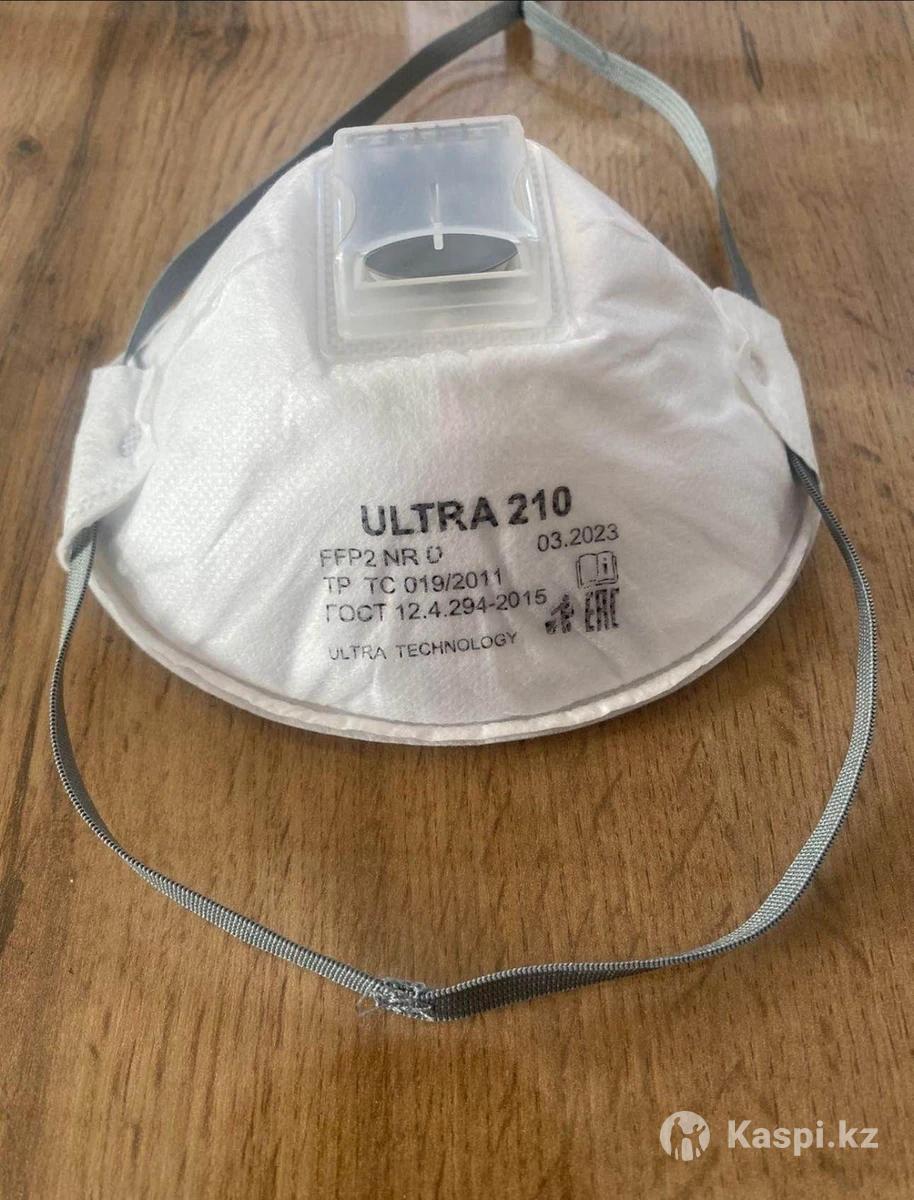 ULTRA 210
FFP2 NR D 03.2023
ТР ТС 019/2011
ГОСТ 12.4.294-2015 EAC
ULTRA TECHNOLOGY
Kaspi.kz